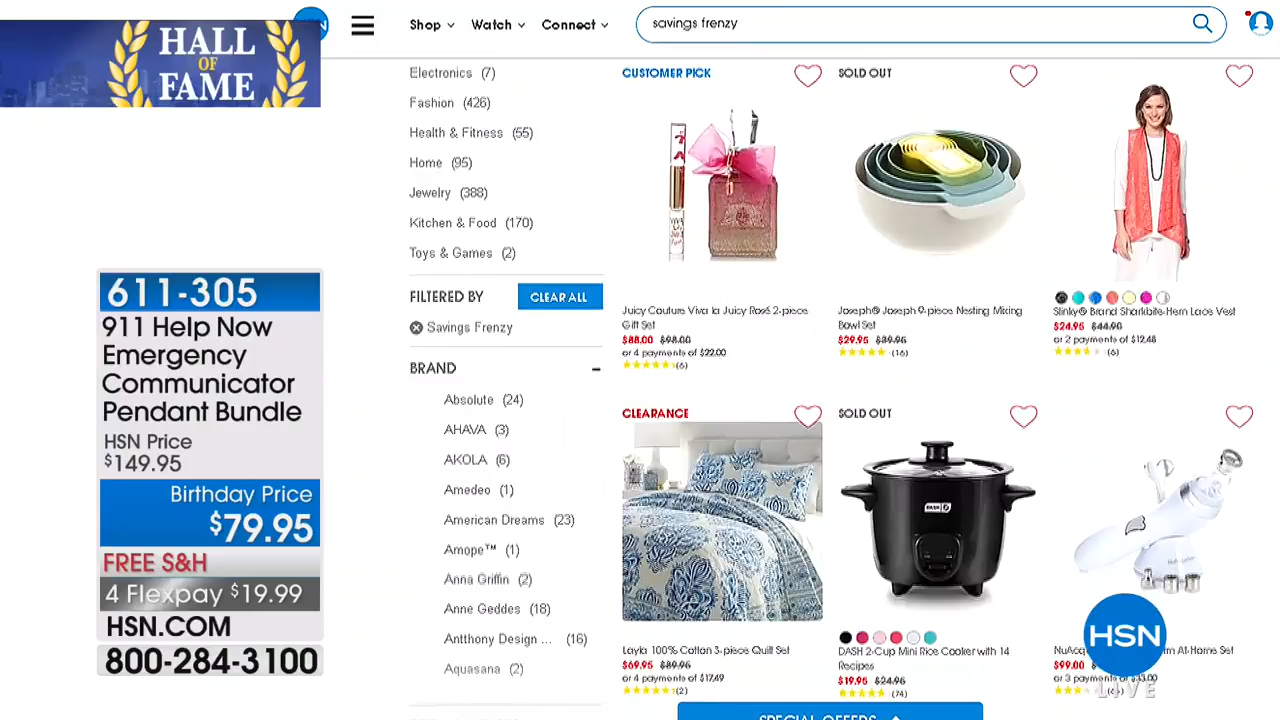 HALL
OF
FAME
Shop
Watch
Connect
savings frenzy
Electronics (7)
Fashion (426)
Health & Fitness (55)
Home (95)
Jewelry (388)
Kitchen & Food (170)
Toys & Games (2)
FILTERED BY
CLEAR ALL
Savings Frenzy
BRAND
Absolute (24)
AHAVA (3)
AKOLA (6)
Amedeo (1)
American Dreams (23)
Amope™ (1)
Anna Griffin (2)
Anne Geddes (18)
Antthony Design ... (16)
Aquasana (2)
CUSTOMER PICK
Juicy Couture Viva la Juicy Rosé 2-piece
Gift Set
$88.00 $98.00
or 4 payments of $22.00
(6)
SOLD OUT
Joseph® Joseph 9-piece Nesting Mixing
Bowl Set
$29.95 $39.95
(16)
Slinky® Brand Sharkbite-Hem Lace Vest
$24.95 $44.90
or 2 payments of $12.48
(6)
CLEARANCE
Layla 100% Cotton 3-piece Quilt Set
$69.95 $89.95
or 4 payments of $17.49
(2)
SOLD OUT
DASH
DASH 2-Cup Mini Rice Cooker with 14
Recipes
$19.95 $24.95
(74)
At-Home Set
$99.00
or 3 payments of $33.00
SPECIAL OFFERS
611-305
911 Help Now
Emergency
Communicator
Pendant Bundle
HSN Price
$149.95
Birthday Price
$79.95
FREE S&H
4 Flexpay $19.99
HSN.COM
800-284-3100
HSN
LIVE